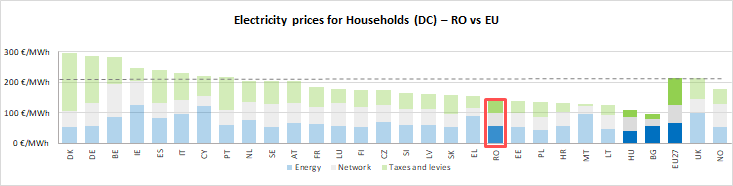 Electricity prices for Households (DC) – RO vs EU
300 €/MWh
200 €/MWh
100 €/MWh
0 €/MWh
DK DE BE IE ES IT CY PT NL SE AT FR LU FI CZ SI LV SK EL RO EE PL HR MT LT HU BG EU27 UK NO
Energy Network Taxes and levies